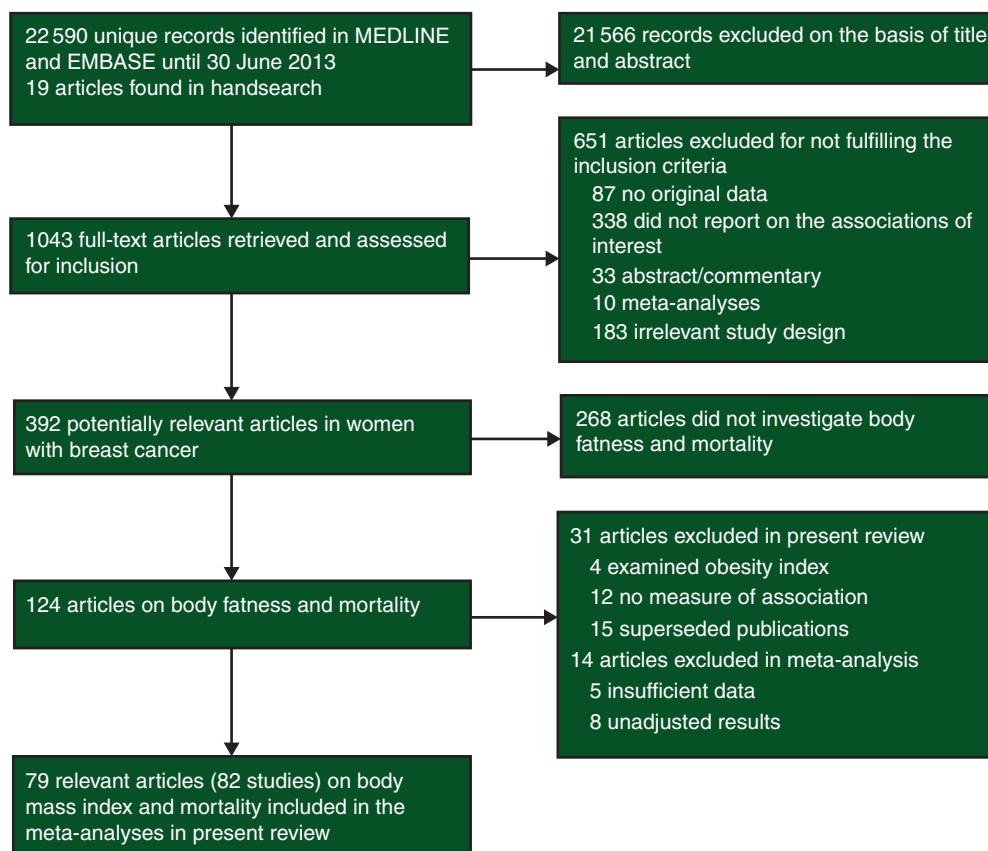 22 590 unique records identified in MEDLINE
and EMBASE until 30 June 2013
19 articles found in handsearch
21 566 records excluded on the basis of title
and abstract
651 articles excluded for not fulfilling the
inclusion criteria
87 no original data
338 did not report on the associations of
interest
33 abstract/commentary
10 meta-analyses
183 irrelevant study design
1043 full-text articles retrieved and assessed
for inclusion
392 potentially relevant articles in women
with breast cancer
268 articles did not investigate body
fatness and mortality
31 articles excluded in present review
4 examined obesity index
12 no measure of association
15 superseded publications
14 articles excluded in meta-analysis
5 insufficient data
8 unadjusted results
124 articles on body fatness and mortality
79 relevant articles (82 studies) on body
mass index and mortality included in the
meta-analyses in present review